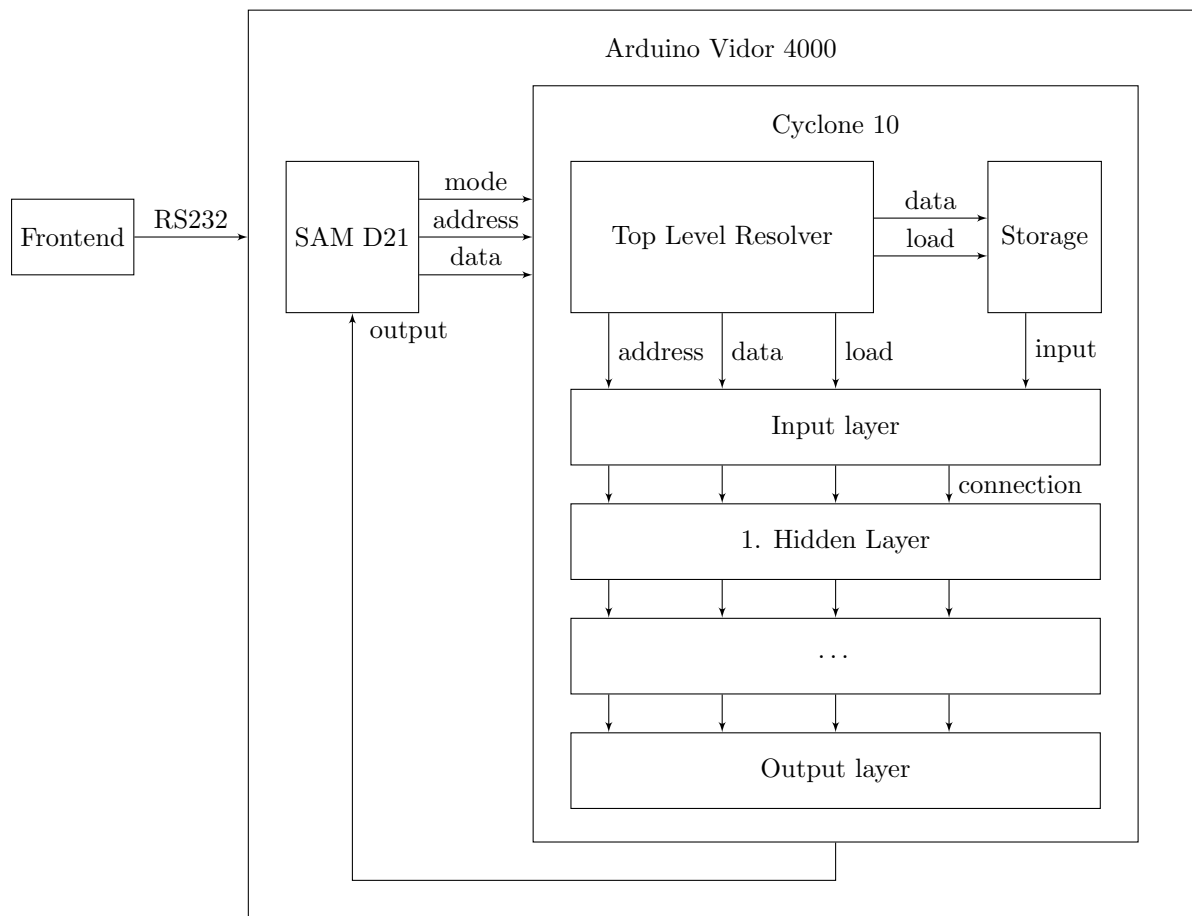 Arduino Vidor 4000
Cyclone 10
Frontend
RS232
SAM D21
mode
address
data
Top Level Resolver
data
load
Storage
output
address
data
load
input
Input layer
connection
1. Hidden Layer
...
Output layer